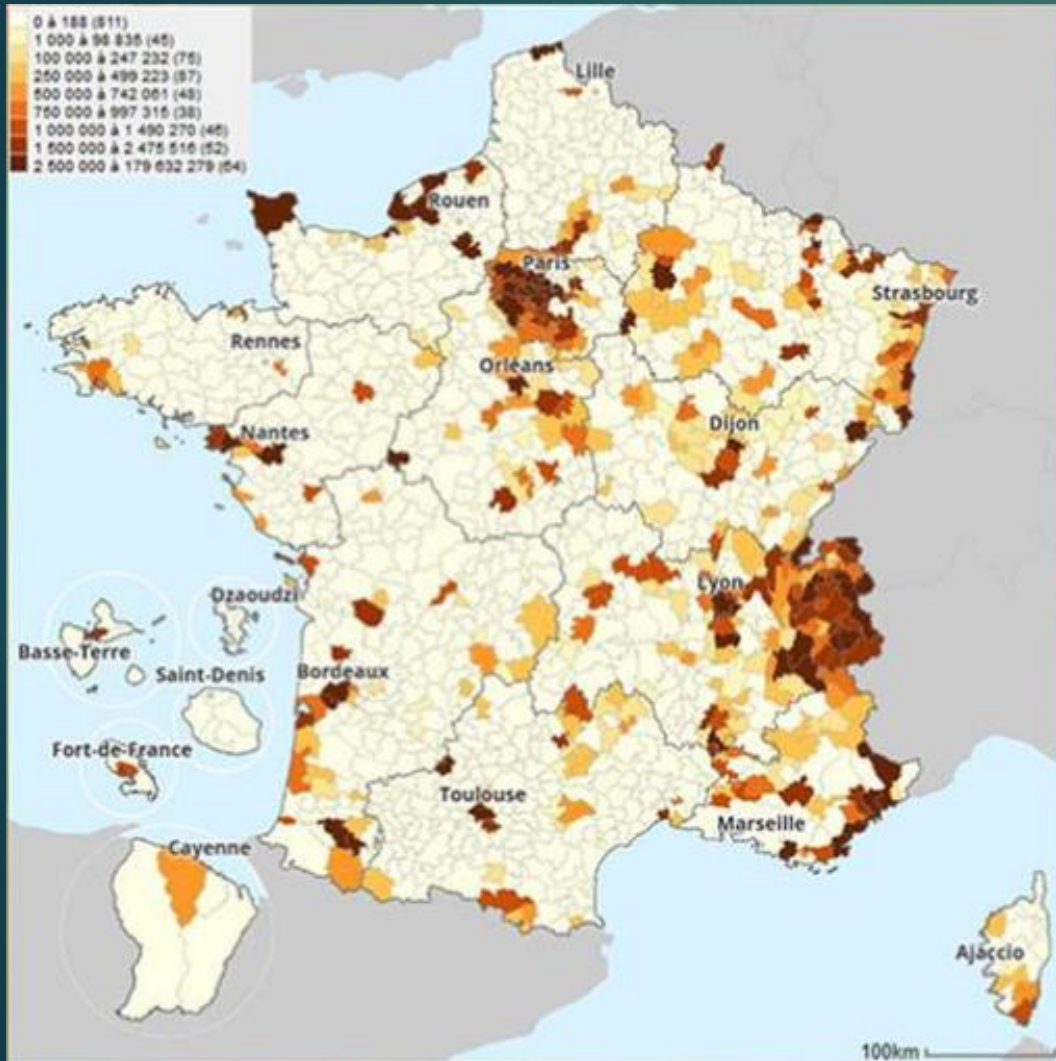 0 à 188 (811)
1 000 à 98 835 (45)
100 000 à 247 232 (75)
250 000 à 499 223 (87)
500 000 à 742 061 (48)
750 000 à 997 315 (38)
1 000 000 à 1 490 270 (46)
1 500 000 à 2 475 516 (52)
2 500 000 à 179 632 279 (64)
Lille
Rouen
Paris
Strasbourg
Rennes
Orléans
Nantes
Dijon
Lyon
Dzaoudzi
Basse-Terre
Saint-Denis
Bordeaux
Fort-de-France
Toulouse
Marseille
Cayenne
Ajaccio
100km